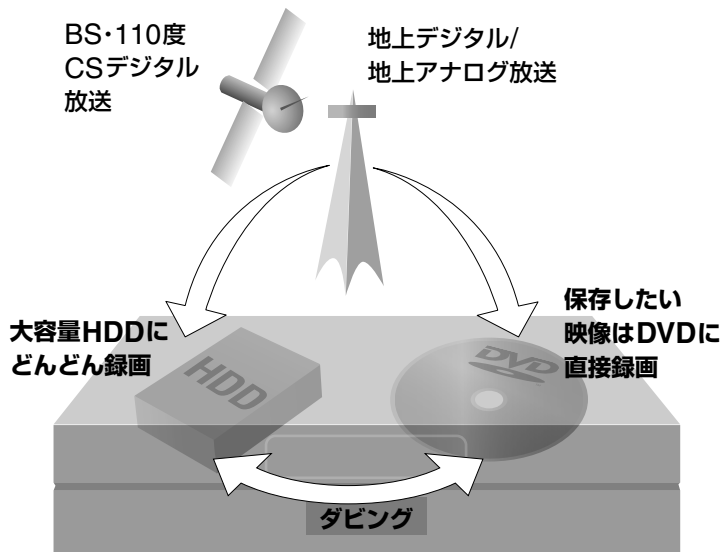 BS・110度
CSデジタル
放送
地上デジタル/
地上アナログ放送
大容量HDDに
どんどん録画
保存したい
映像はDVDに
直接録画
HDD
DVD
ダビング